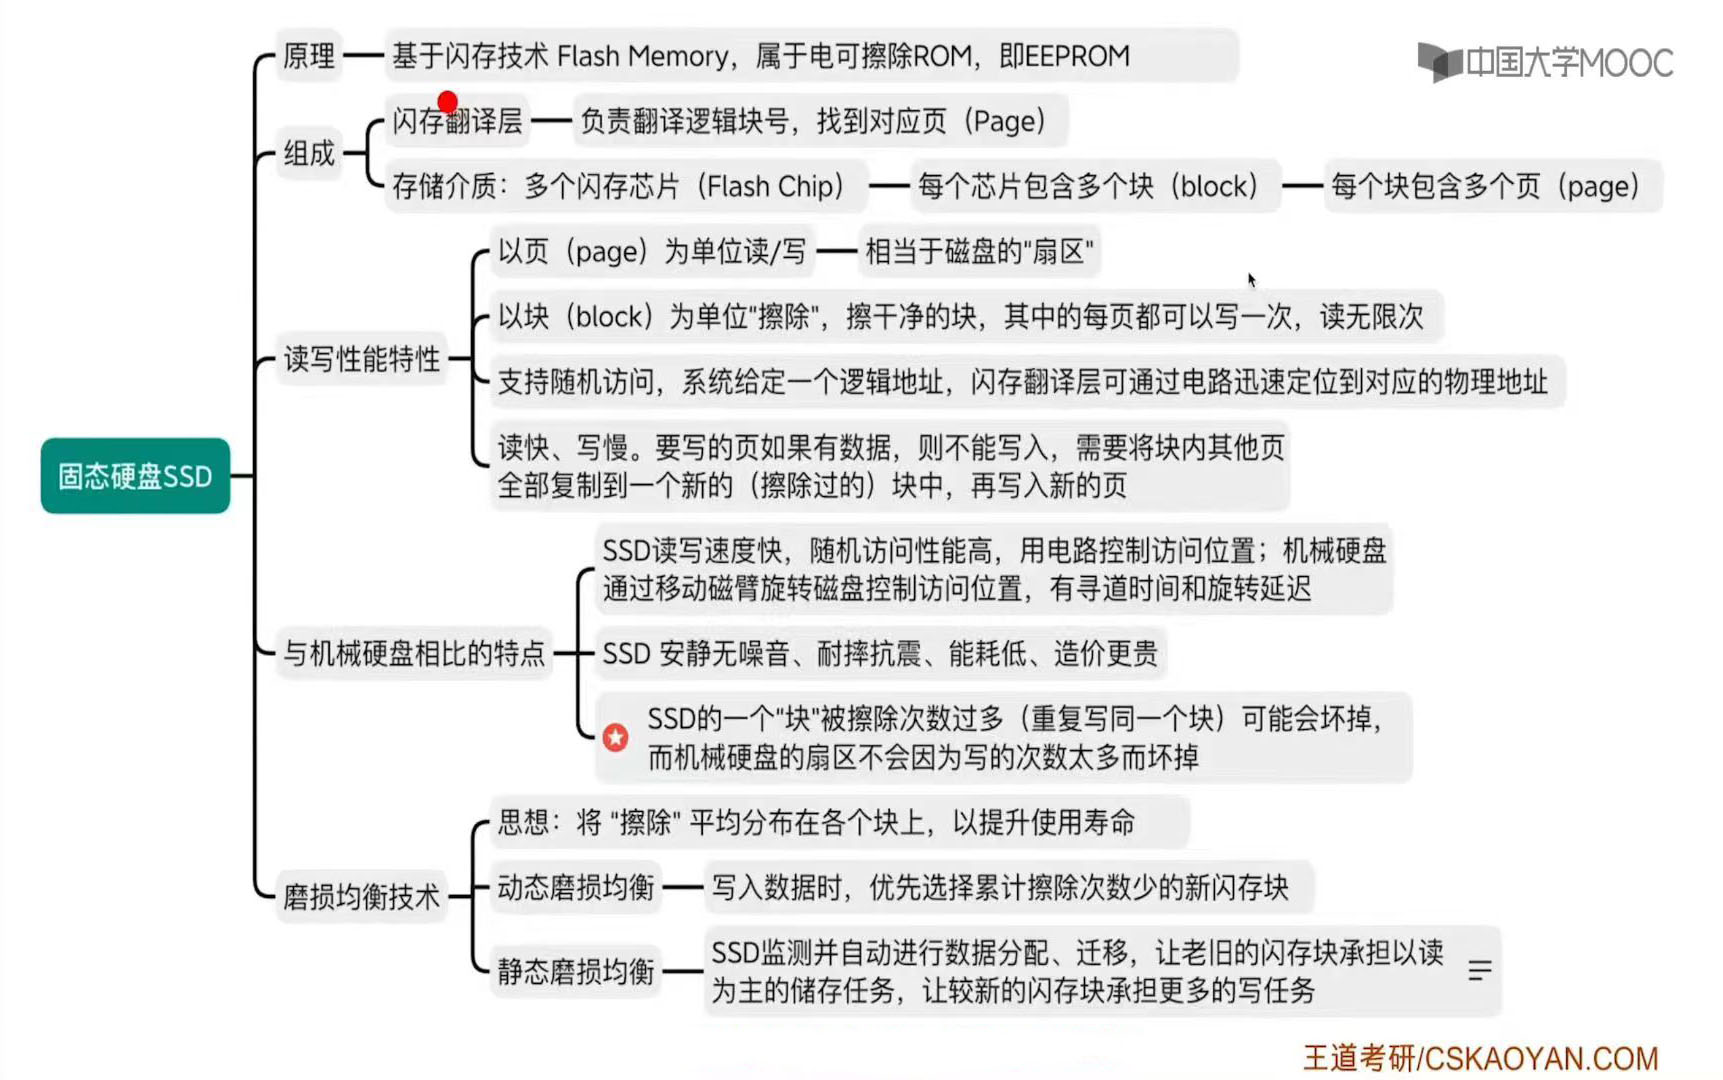 原理
基于闪存技术 Flash Memory，属于电可擦除ROM，即EEPROM
中国大学MOOC
组成
闪存翻译层
负责翻译逻辑块号，找到对应页（Page）
存储介质：多个闪存芯片（Flash Chip）
每个芯片包含多个块（block）
每个块包含多个页（page）
读写性能特性
以页（page）为单位读/写
相当于磁盘的"扇区"
以块（block）为单位"擦除"，擦干净的块，其中的每页都可以写一次，读无限次
支持随机访问，系统给定一个逻辑地址，闪存翻译层可通过电路迅速定位到对应的物理地址
读快、写慢。要写的页如果有数据，则不能写入，需要将块内其他页
全部复制到一个新的（擦除过的）块中，再写入新的页
固态硬盘SSD
与机械硬盘相比的特点
SSD读写速度快，随机访问性能高，用电路控制访问位置；机械硬盘
通过移动磁臂旋转磁盘控制访问位置，有寻道时间和旋转延迟
SSD 安静无噪音、耐摔抗震、能耗低、造价更贵
SSD的一个"块"被擦除次数过多（重复写同一个块）可能会坏掉，
而机械硬盘的扇区不会因为写的次数太多而坏掉
磨损均衡技术
思想：将 "擦除" 平均分布在各个块上，以提升使用寿命
动态磨损均衡
写入数据时，优先选择累计擦除次数少的新闪存块
静态磨损均衡
SSD监测并自动进行数据分配、迁移，让老旧的闪存块承担以读
为主的储存任务，让较新的闪存块承担更多的写任务
王道考研/CSKAOYAN.COM